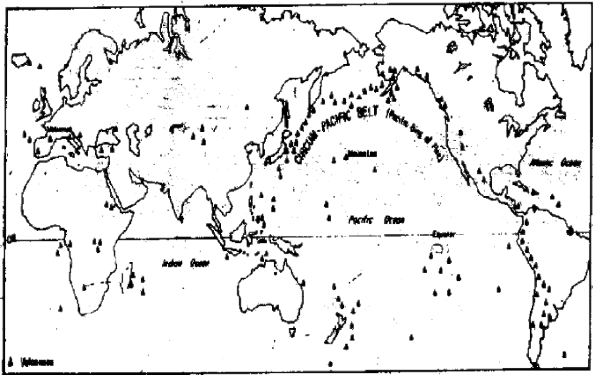 CIRCUM-PACIFIC BELT (Pacific Ring of Fire)
Hawaiian
Atlantic Ocean
Pacific Ocean
Equator
Indian Ocean
Volcanoes